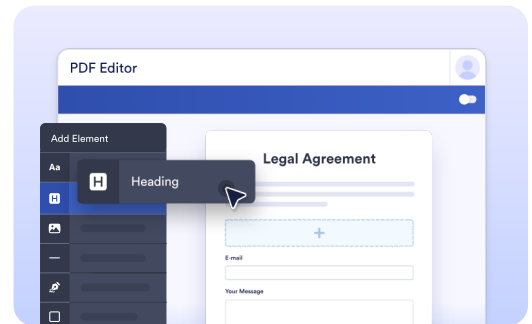 PDF Editor
Add Element
Aa
H
H
Heading
Legal Agreement
E-mail
Your Message